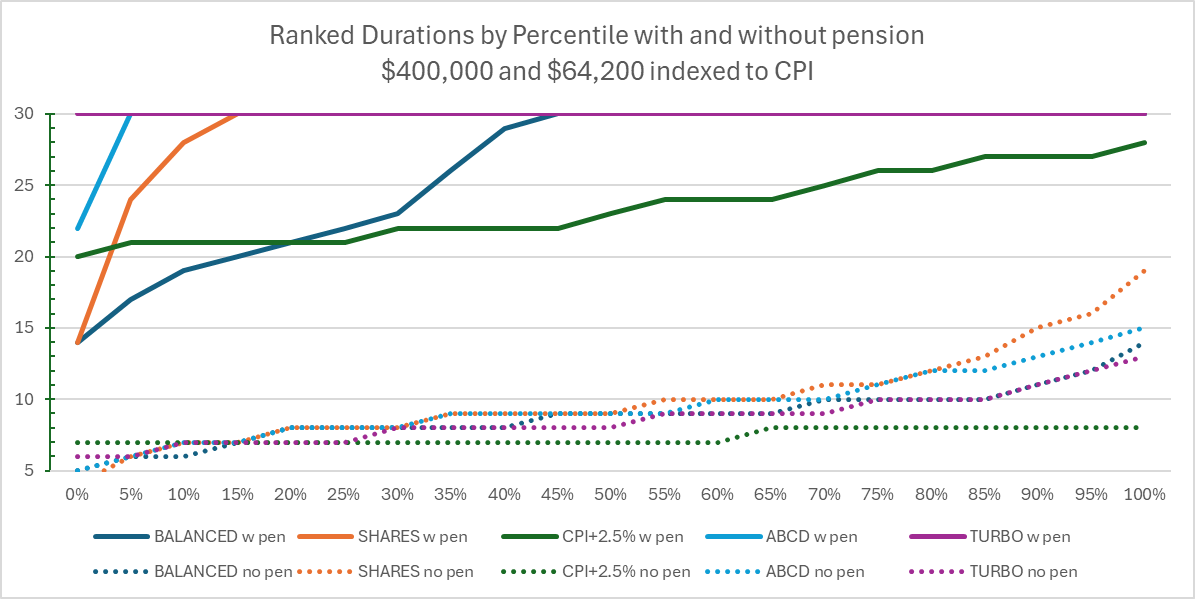 Ranked Durations by Percentile with and without pension
$400,000 and $64,200 indexed to CPI
30
25
20
15
10
5
0% 5% 10% 15% 20% 25% 30% 35% 40% 45% 50% 55% 60% 65% 70% 75% 80% 85% 90% 95% 100%
BALANCED w pen SHARES w pen CPI+2.5% w pen ABCD w pen TURBO w pen
BALANCED no pen SHARES no pen CPI+2.5% no pen ABCD no pen TURBO no pen